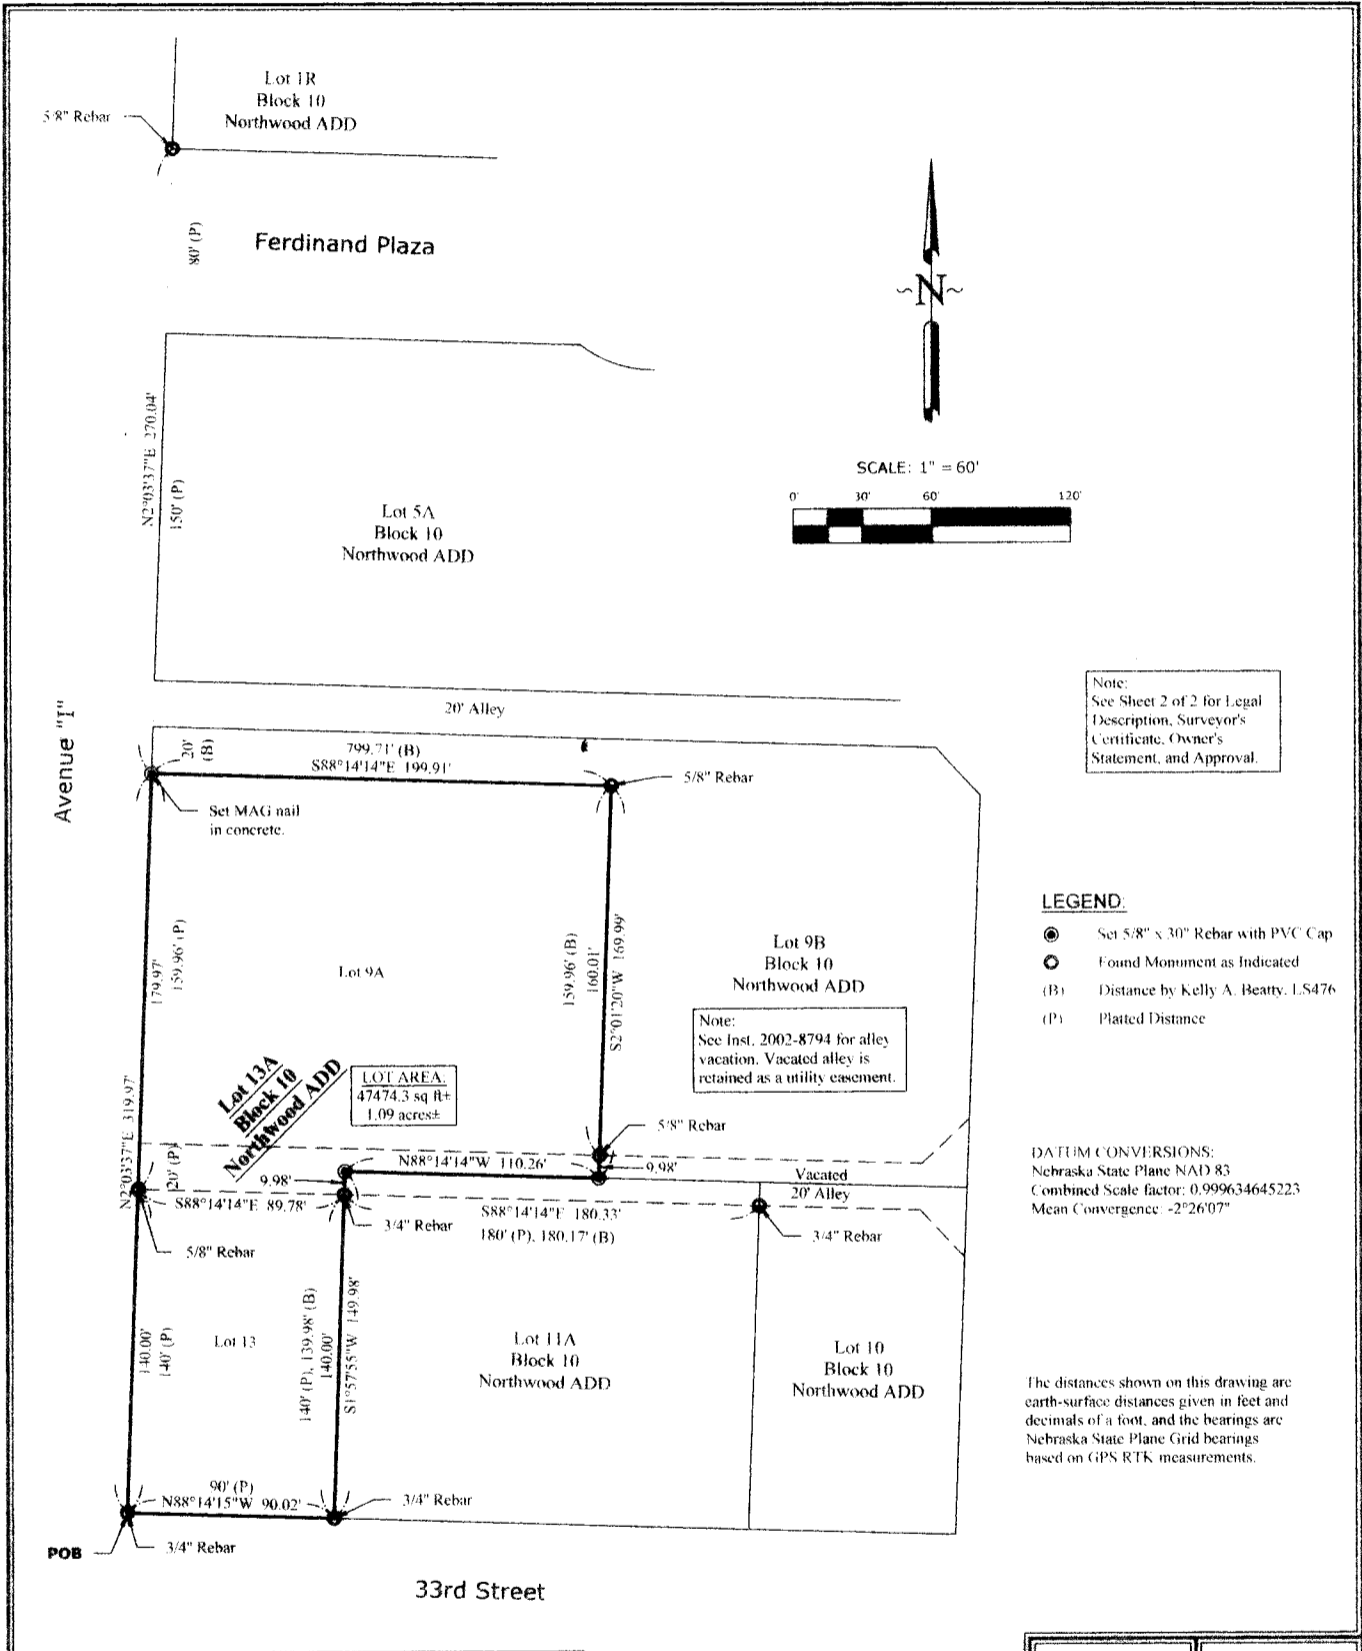 Lot 1R
Block 10
Northwood ADD
5/8" Rebar
80' (P)
Ferdinand Plaza
~N~
SCALE: 1" = 60'
0' 30' 60' 120'
N2°03'37"E 270.04'
150' (P)
Lot 5A
Block 10
Northwood ADD
Note:
See Sheet 2 of 2 for Legal
Description, Surveyor's
Certificate, Owner's
Statement, and Approval.
20' Alley
Avenue "I"
20'
(B)
799.71' (B)
S88°14'14"E 199.91'
5/8" Rebar
Set MAG nail
in concrete.
LEGEND:
Set 5/8" x 30" Rebar with PVC Cap
Found Monument as Indicated
(B) Distance by Kelly A. Beatty, LS476
(P) Platted Distance
179.97'
159.96' (P)
Lot 9A
159.96' (B)
160.01'
S2°01'20"W 169.99'
Lot 9B
Block 10
Northwood ADD
Note:
See Inst. 2002-8794 for alley
vacation. Vacated alley is
retained as a utility easement.
Lot 13A
Block 10
Northwood ADD
LOT AREA:
47474.3 sq ft±
1.09 acres±
N2°03'37"E 319.97'
20' (P)
5/8" Rebar
N88°14'14"W 110.26'
9.98'
9.98'
Vacated
20' Alley
S88°14'14"E 89.78'
S88°14'14"E 180.33'
180' (P), 180.17' (B)
3/4" Rebar
3/4" Rebar
5/8" Rebar
DATUM CONVERSIONS:
Nebraska State Plane NAD 83
Combined Scale factor: 0.999634645223
Mean Convergence: -2°26'07"
140.00'
140' (P)
Lot 13
140' (P), 139.98' (B)
140.00'
S1°57'55"W 149.98'
Lot 11A
Block 10
Northwood ADD
Lot 10
Block 10
Northwood ADD
The distances shown on this drawing are
earth-surface distances given in feet and
decimals of a foot, and the bearings are
Nebraska State Plane Grid bearings
based on GPS RTK measurements.
90' (P)
N88°14'15"W 90.02'
3/4" Rebar
POB
3/4" Rebar
33rd Street